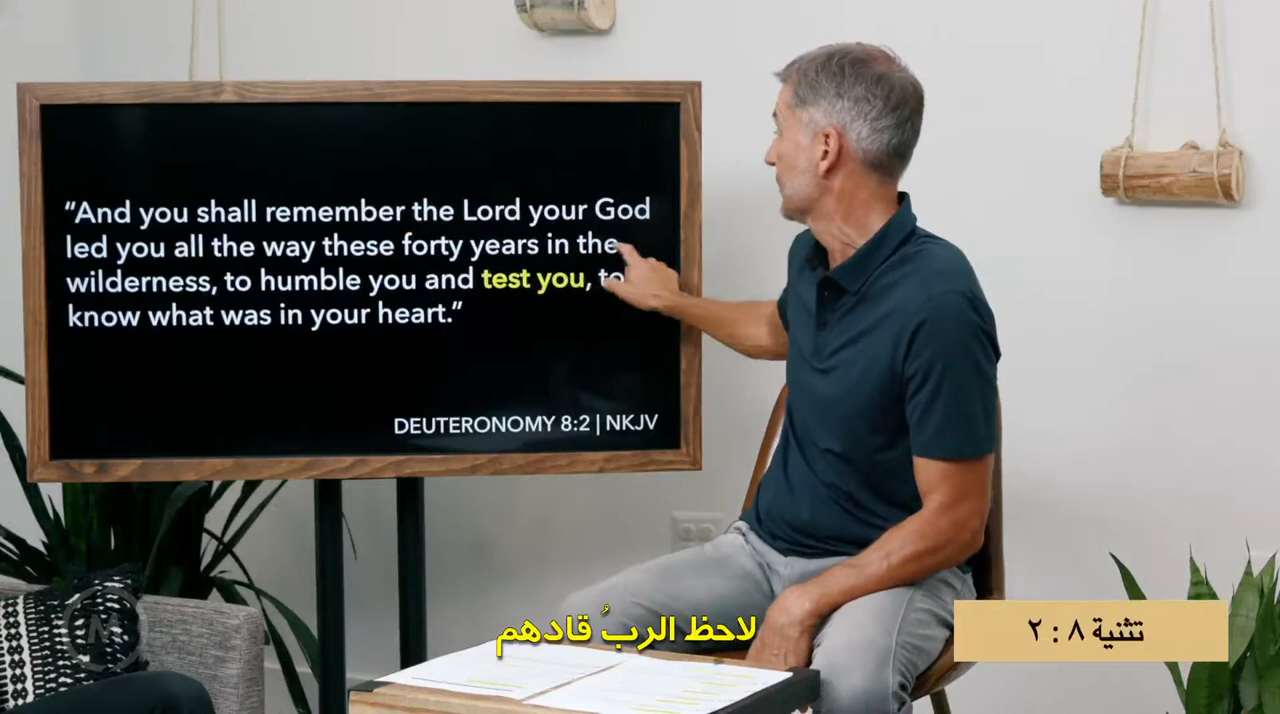 “And you shall remember the Lord your God
led you all the way these forty years in the
wilderness, to humble you and test you, to
know what was in your heart.”
DEUTERONOMY 8:2 | NKJV
لاحظ الربُ قادهم
تثنية ٨ : ٢
M